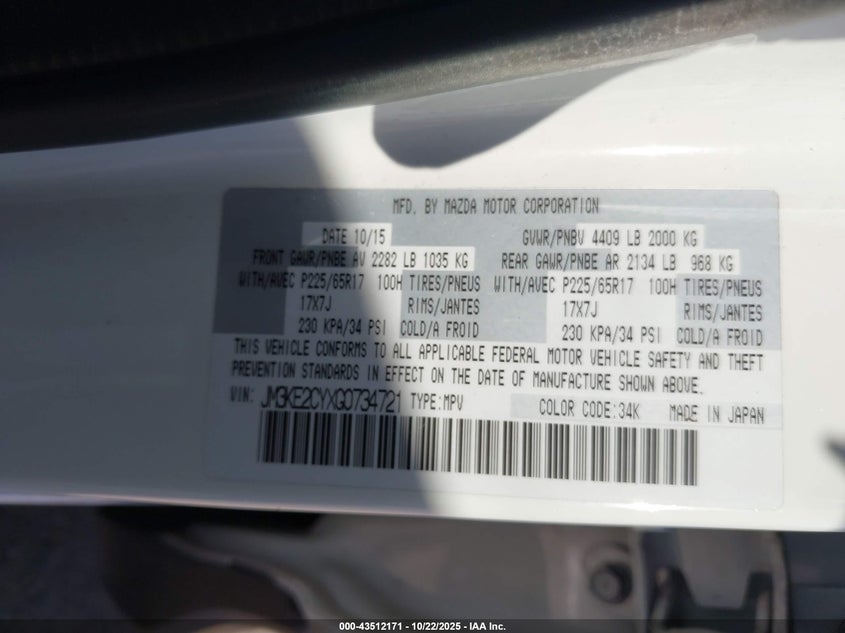 MFD. BY MAZDA MOTOR CORPORATION
DATE 10/15 GVWR/PNBV 4409 LB 2000 KG
FRONT GAWR/PNBE AV 2282 LB 1035 KG REAR GAWR/PNBE AR 2134 LB 968 KG
WITH/AVEC P225/65R17 100H TIRES/PNEUS WITH/AVEC P225/65R17 100H TIRES/PNEUS
17X7J RIMS/JANTES 17X7J RIMS/JANTES
230 KPA/34 PSI COLD/A FROID 230 KPA/34 PSI COLD/A FROID
THIS VEHICLE CONFORMS TO ALL APPLICABLE FEDERAL MOTOR VEHICLE SAFETY AND THEFT
PREVENTION STANDARDS IN EFFECT ON THE DATE OF MANUFACTURE SHOWN ABOVE.
VIN: JM3KE2CYXG0734721 TYPE:MPV COLOR CODE:34K MADE IN JAPAN
000-43512171 - 10/22/2025 - IAA Inc.